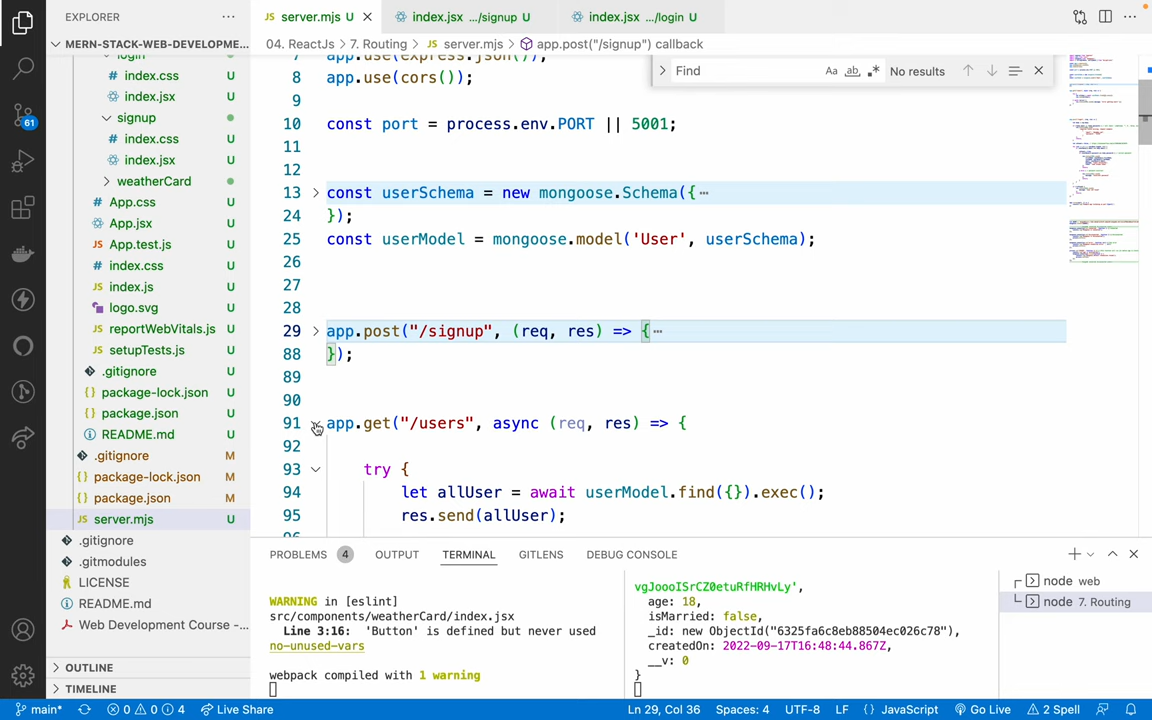 EXPLORER
server.mjs U
index.jsx .../signup U
index.jsx .../login U
MERN-STACK-WEB-DEVELOPME...
04. ReactJs > 7. Routing > JS server.mjs > app.post("/signup") callback
login
index.css U
index.jsx U
signup
index.css U
index.jsx U
weatherCard
App.css U
App.jsx U
App.test.js U
index.css U
index.js U
logo.svg U
reportWebVitals.js U
setupTests.js U
.gitignore U
package-lock.json U
package.json U
README.md U
.gitignore M
package-lock.json M
package.json M
server.mjs U
.gitignore
.gitmodules
LICENSE
README.md
Web Development Course -...
OUTLINE
TIMELINE
61
Find
Aa ab
No results
7 app.use(express.json());
8 app.use(cors());
9
10 const port = process.env.PORT || 5001;
11
12
13 const userSchema = new mongoose.Schema({ ...
24 });
25 const userModel = mongoose.model('User', userSchema);
26
27
28
29 app.post("/signup", (req, res) => { ...
88 });
89
90
91 app.get("/users", async (req, res) => {
92
93 try {
94 let allUser = await userModel.find({}).exec();
95 res.send(allUser);
PROBLEMS 4 OUTPUT TERMINAL GITLENS DEBUG CONSOLE
WARNING in [eslint]
src/components/weatherCard/index.jsx
Line 3:16: 'Button' is defined but never used
no-unused-vars
webpack compiled with 1 warning
vgJoooISrCZ0etuRfHRHvLy',
age: 18,
isMarried: false,
_id: new ObjectId("6325fa6c8eb88504ec026c78"),
createdOn: 2022-09-17T16:48:44.867Z,
__v: 0
}
node web
node 7. Routing
main* 0 0 4 Live Share
Ln 29, Col 36 Spaces: 4 UTF-8 LF {} JavaScript Go Live 2 Spell